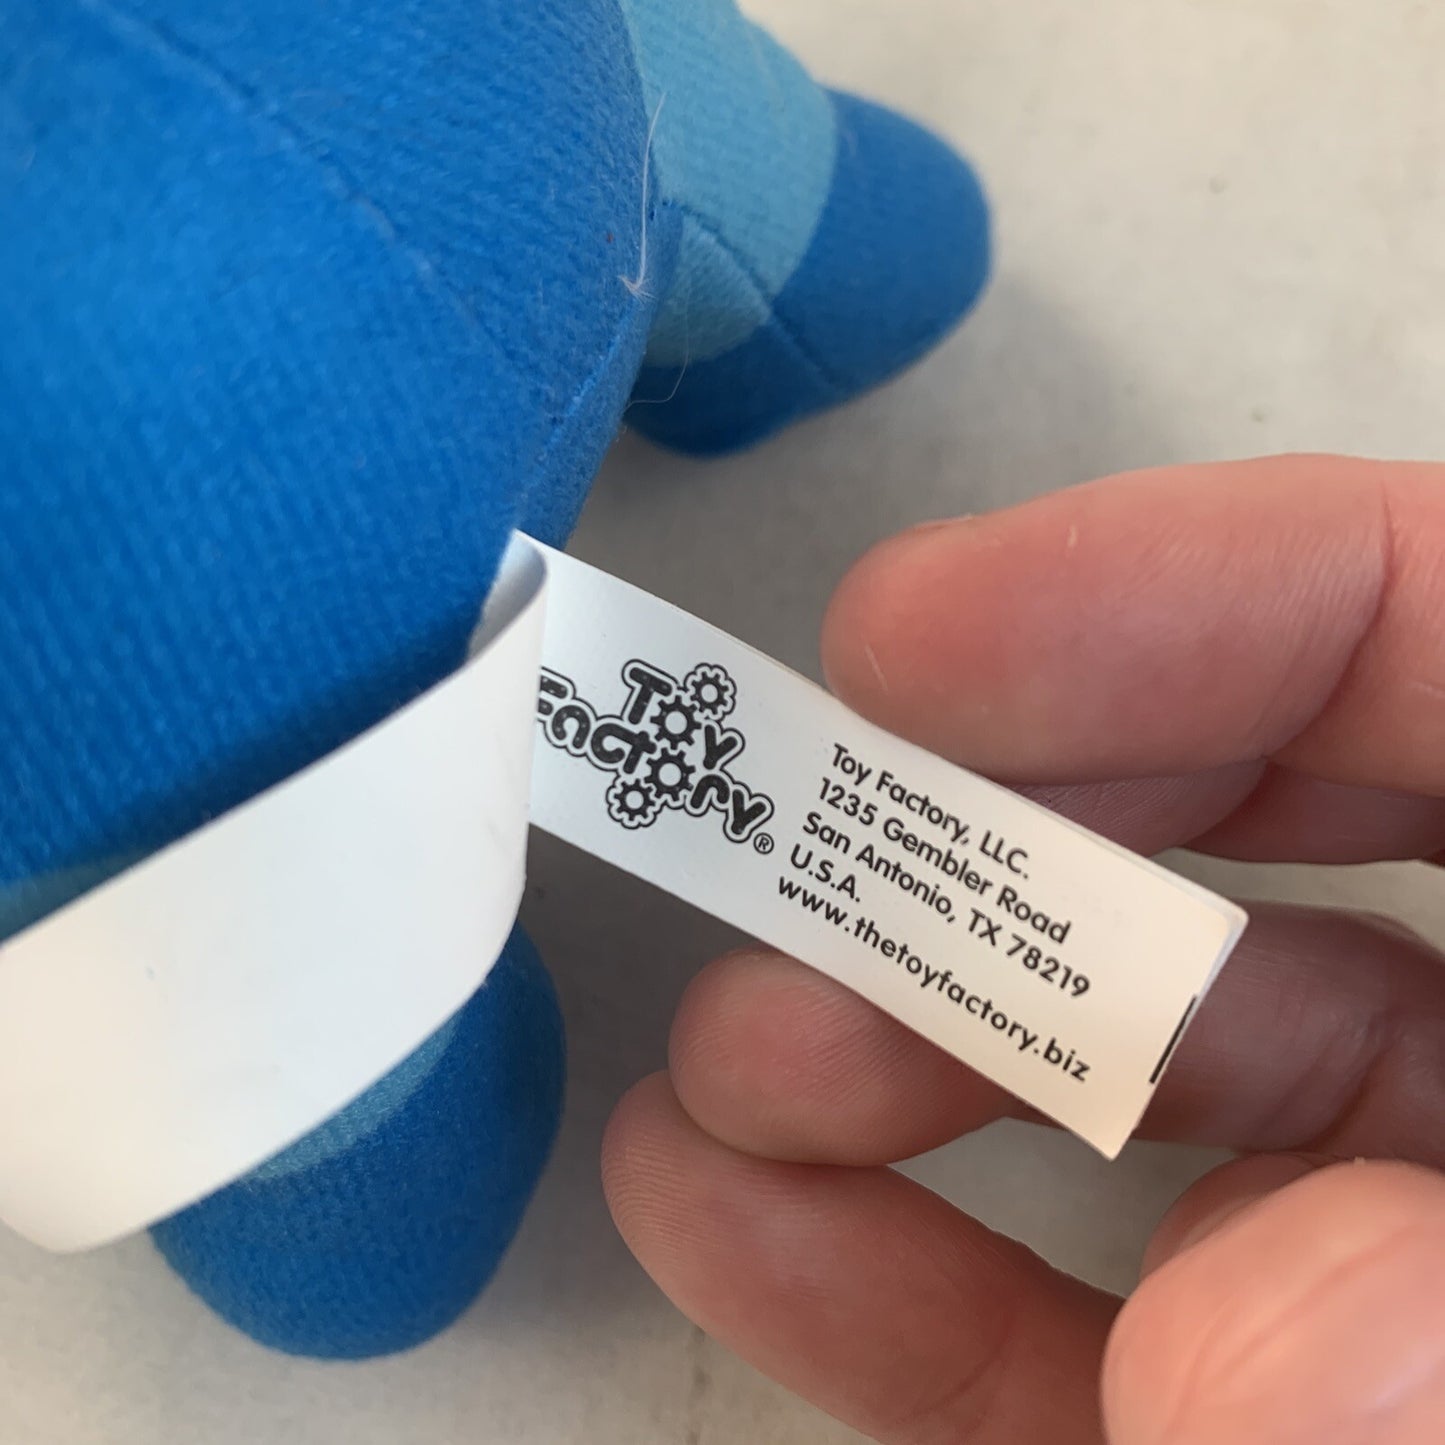 Toy
Factory®
Toy Factory, LLC.
1235 Gembler Road
San Antonio, TX 78219
U.S.A.
www.thetoyfactory.biz